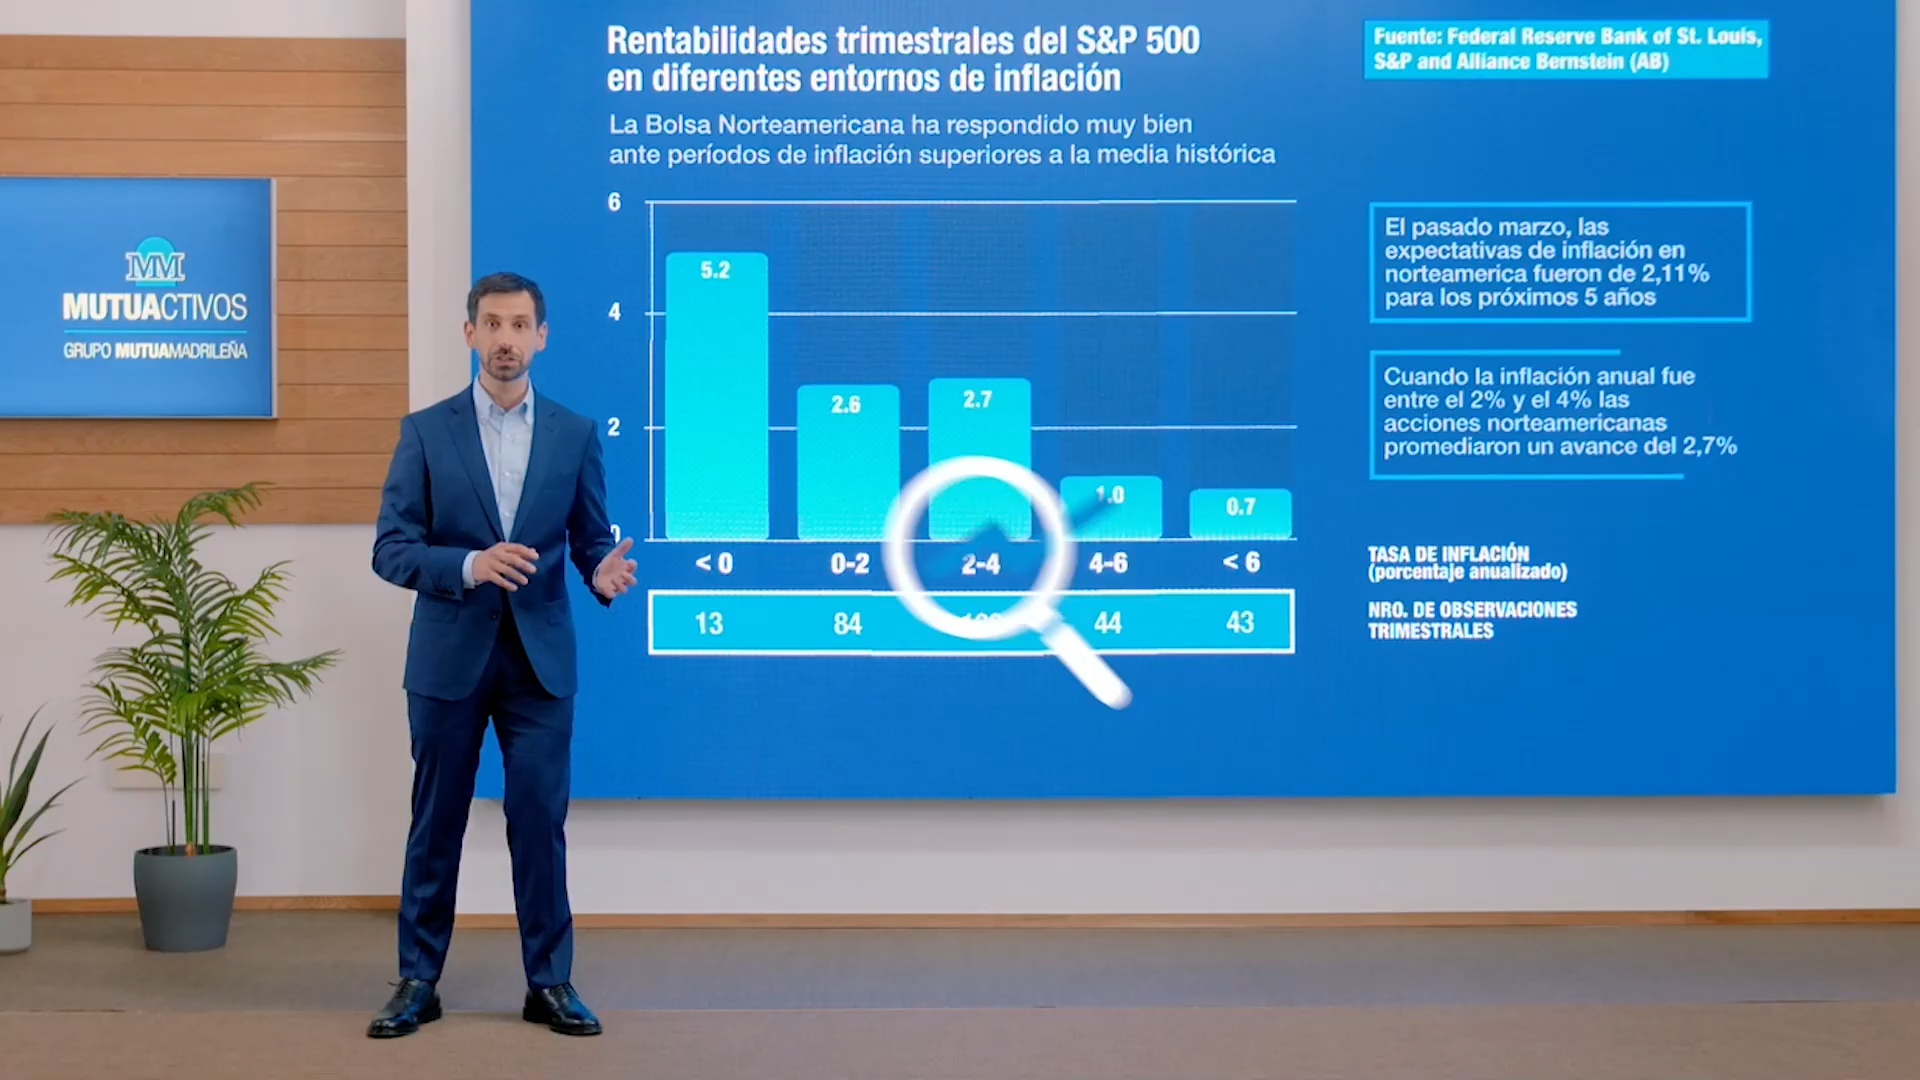 MM
MUTUACTIVOS
GRUPO MUTUAMADRILEÑA
Rentabilidades trimestrales del S&P 500
en diferentes entornos de inflación
La Bolsa Norteamericana ha respondido muy bien
ante períodos de inflación superiores a la media histórica
Fuente: Federal Reserve Bank of St. Louis,
S&P and Alliance Bernstein (AB)
6
4
2
0
5.2
2.6
2.7
1.0
0.7
< 0
0-2
2-4
4-6
< 6
13
84
44
43
El pasado marzo, las
expectativas de inflación en
norteamerica fueron de 2,11%
para los próximos 5 años
Cuando la inflación anual fue
entre el 2% y el 4% las
acciones norteamericanas
promediaron un avance del 2,7%
TASA DE INFLACIÓN
(porcentaje anualizado)
NRO. DE OBSERVACIONES
TRIMESTRALES